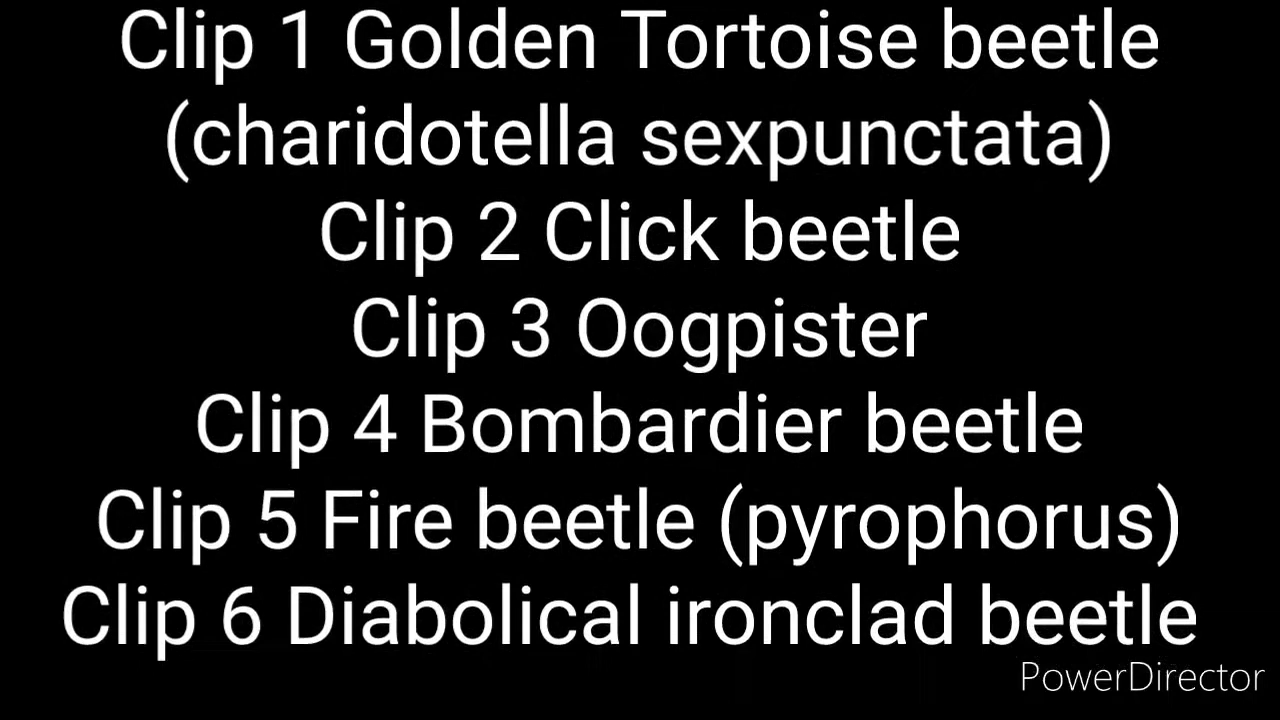 Clip 1 Golden Tortoise beetle
(charidotella sexpunctata)
Clip 2 Click beetle
Clip 3 Oogpister
Clip 4 Bombardier beetle
Clip 5 Fire beetle (pyrophorus)
Clip 6 Diabolical ironclad beetle
PowerDirector